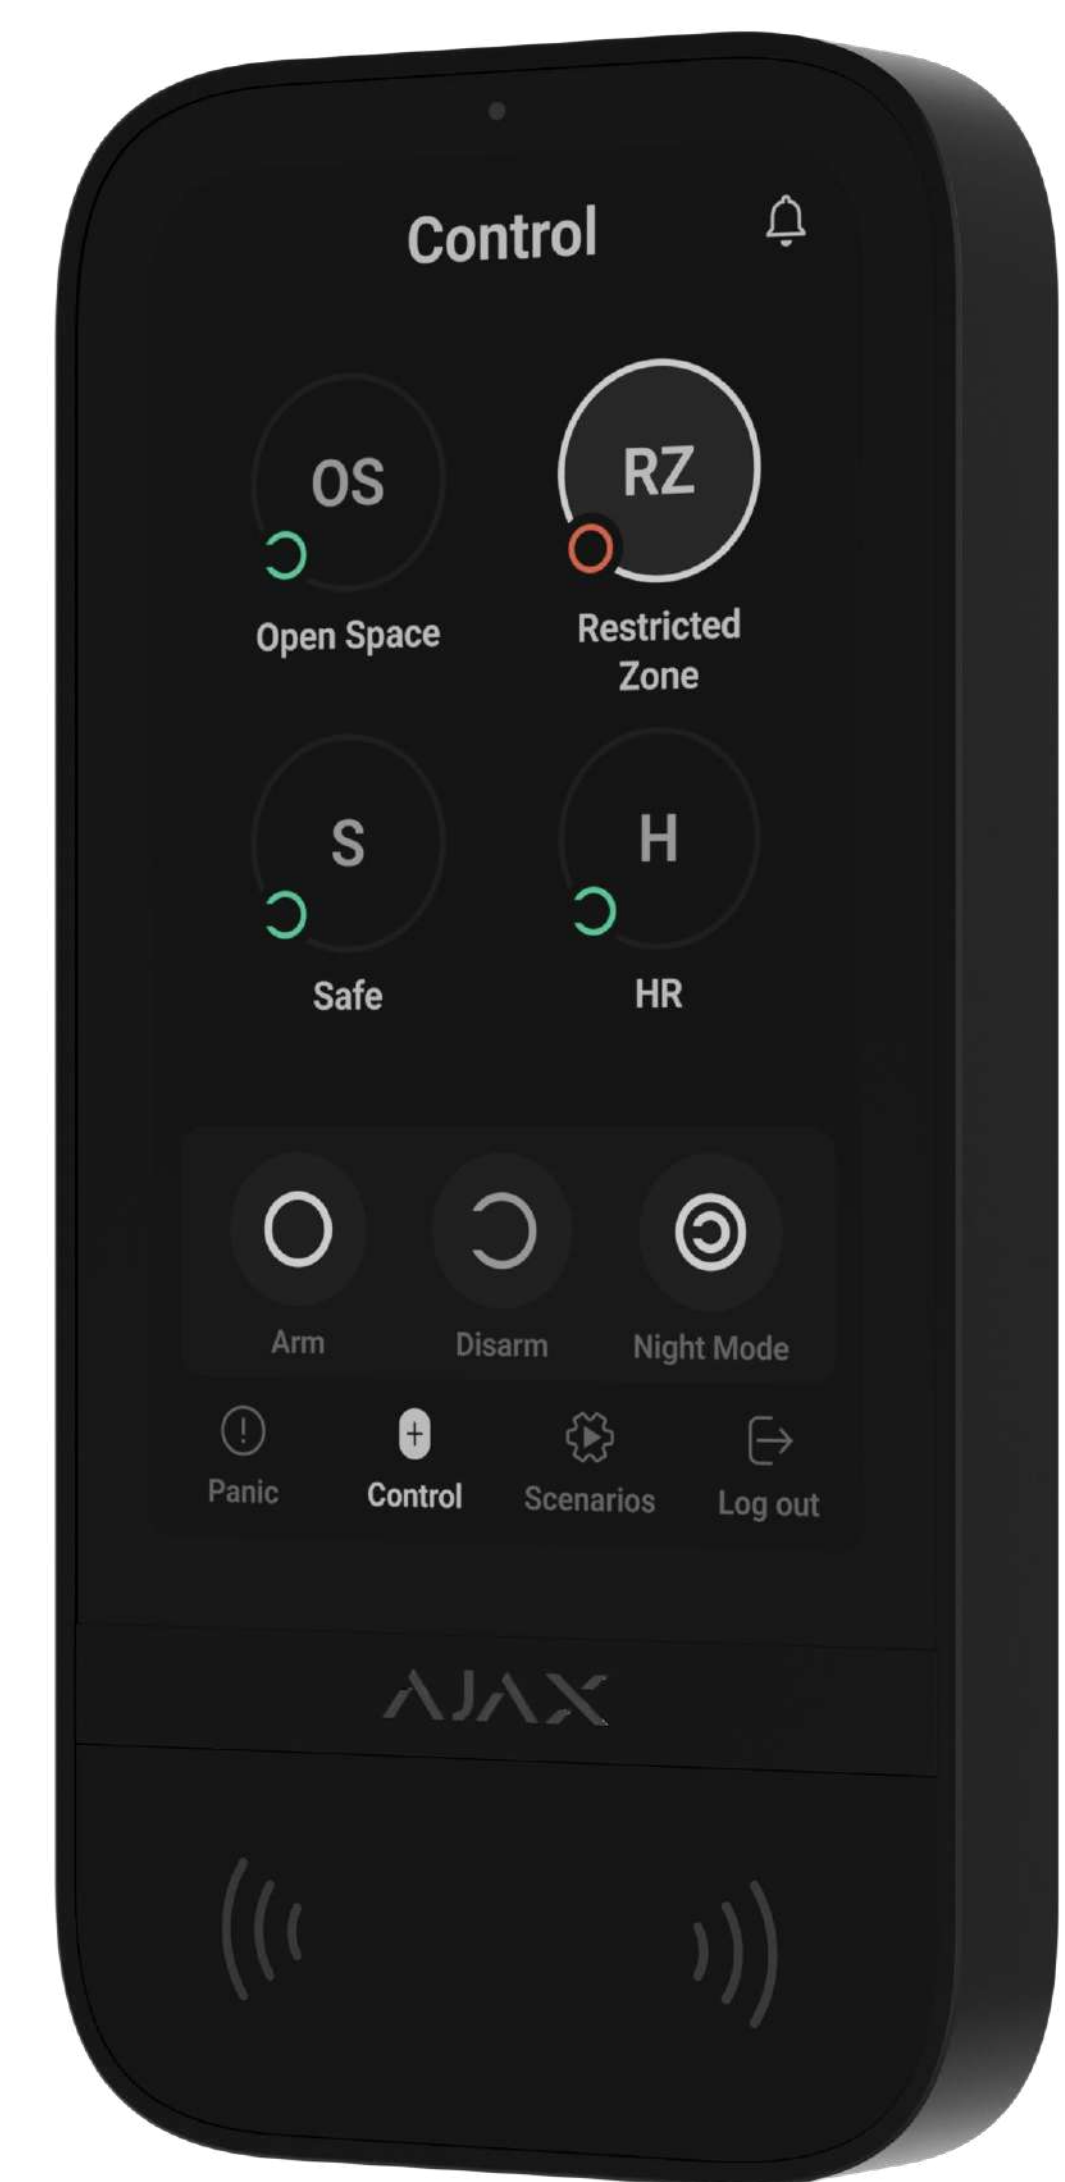 Control
OS
RZ
Open Space
Restricted
Zone
S
H
Safe
HR
Arm
Disarm
Night Mode
Panic
Control
Scenarios
Log out
AJAX